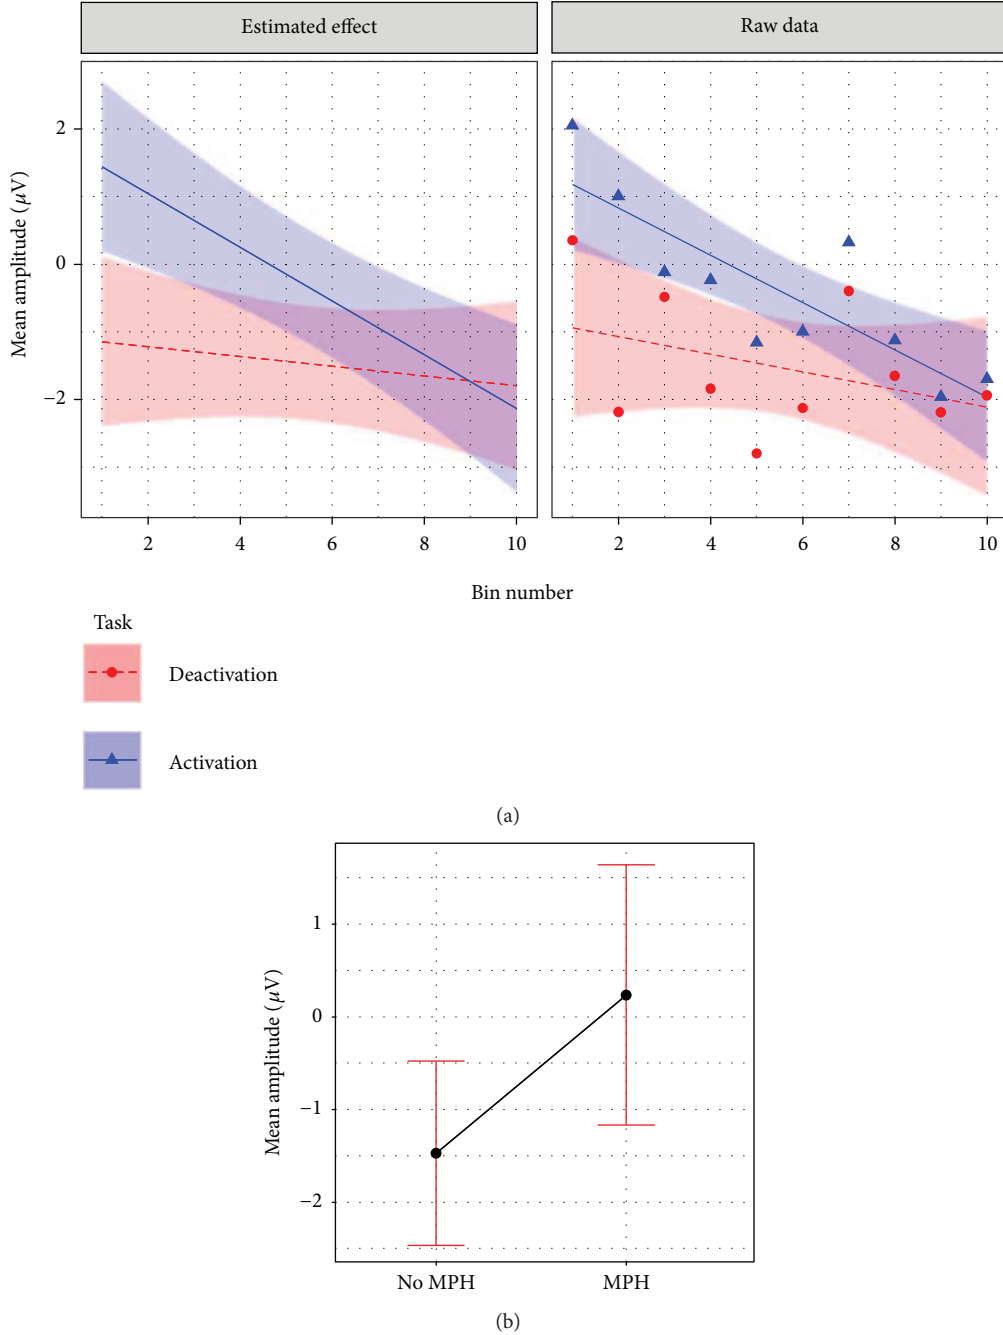 Estimated effect
Raw data
Mean amplitude (μV)
2
0
−2
2
4
6
8
10
2
4
6
8
10
Bin number
Task
Deactivation
Activation
(a)
Mean amplitude (μV)
1
0
−1
−2
No MPH
MPH
(b)